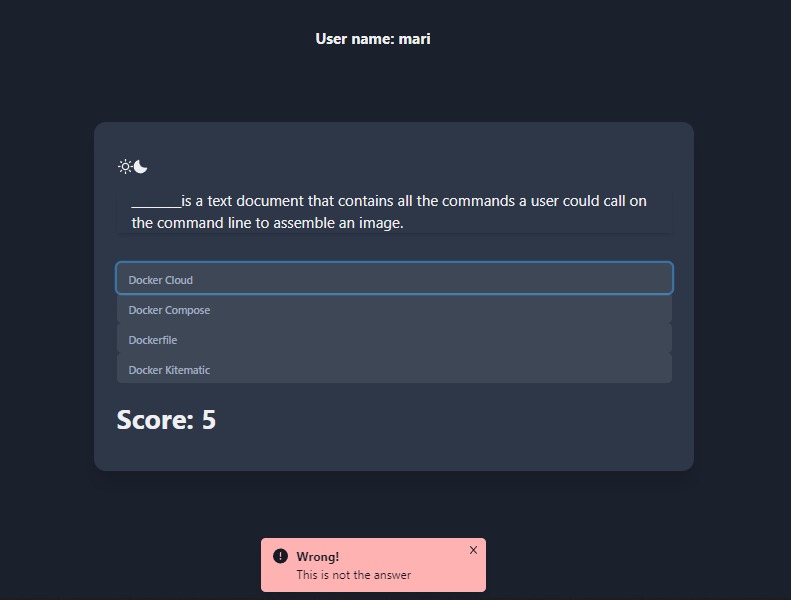 User name: mari
_______is a text document that contains all the commands a user could call on
the command line to assemble an image.
Docker Cloud
Docker Compose
Dockerfile
Docker Kitematic
Score: 5
Wrong!
This is not the answer